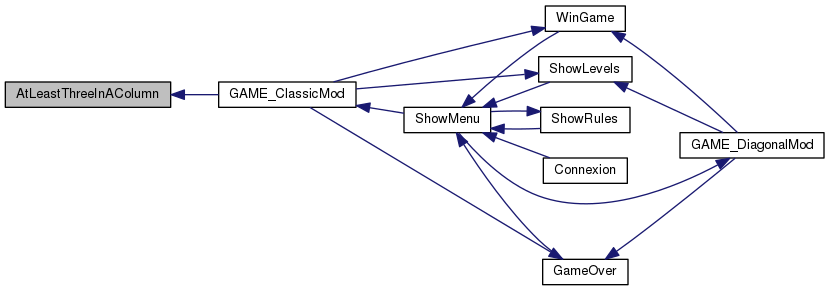 WinGame
ShowLevels
AtLeastThreeInAColumn
GAME_ClassicMod
ShowMenu
ShowRules
GAME_DiagonalMod
Connexion
GameOver